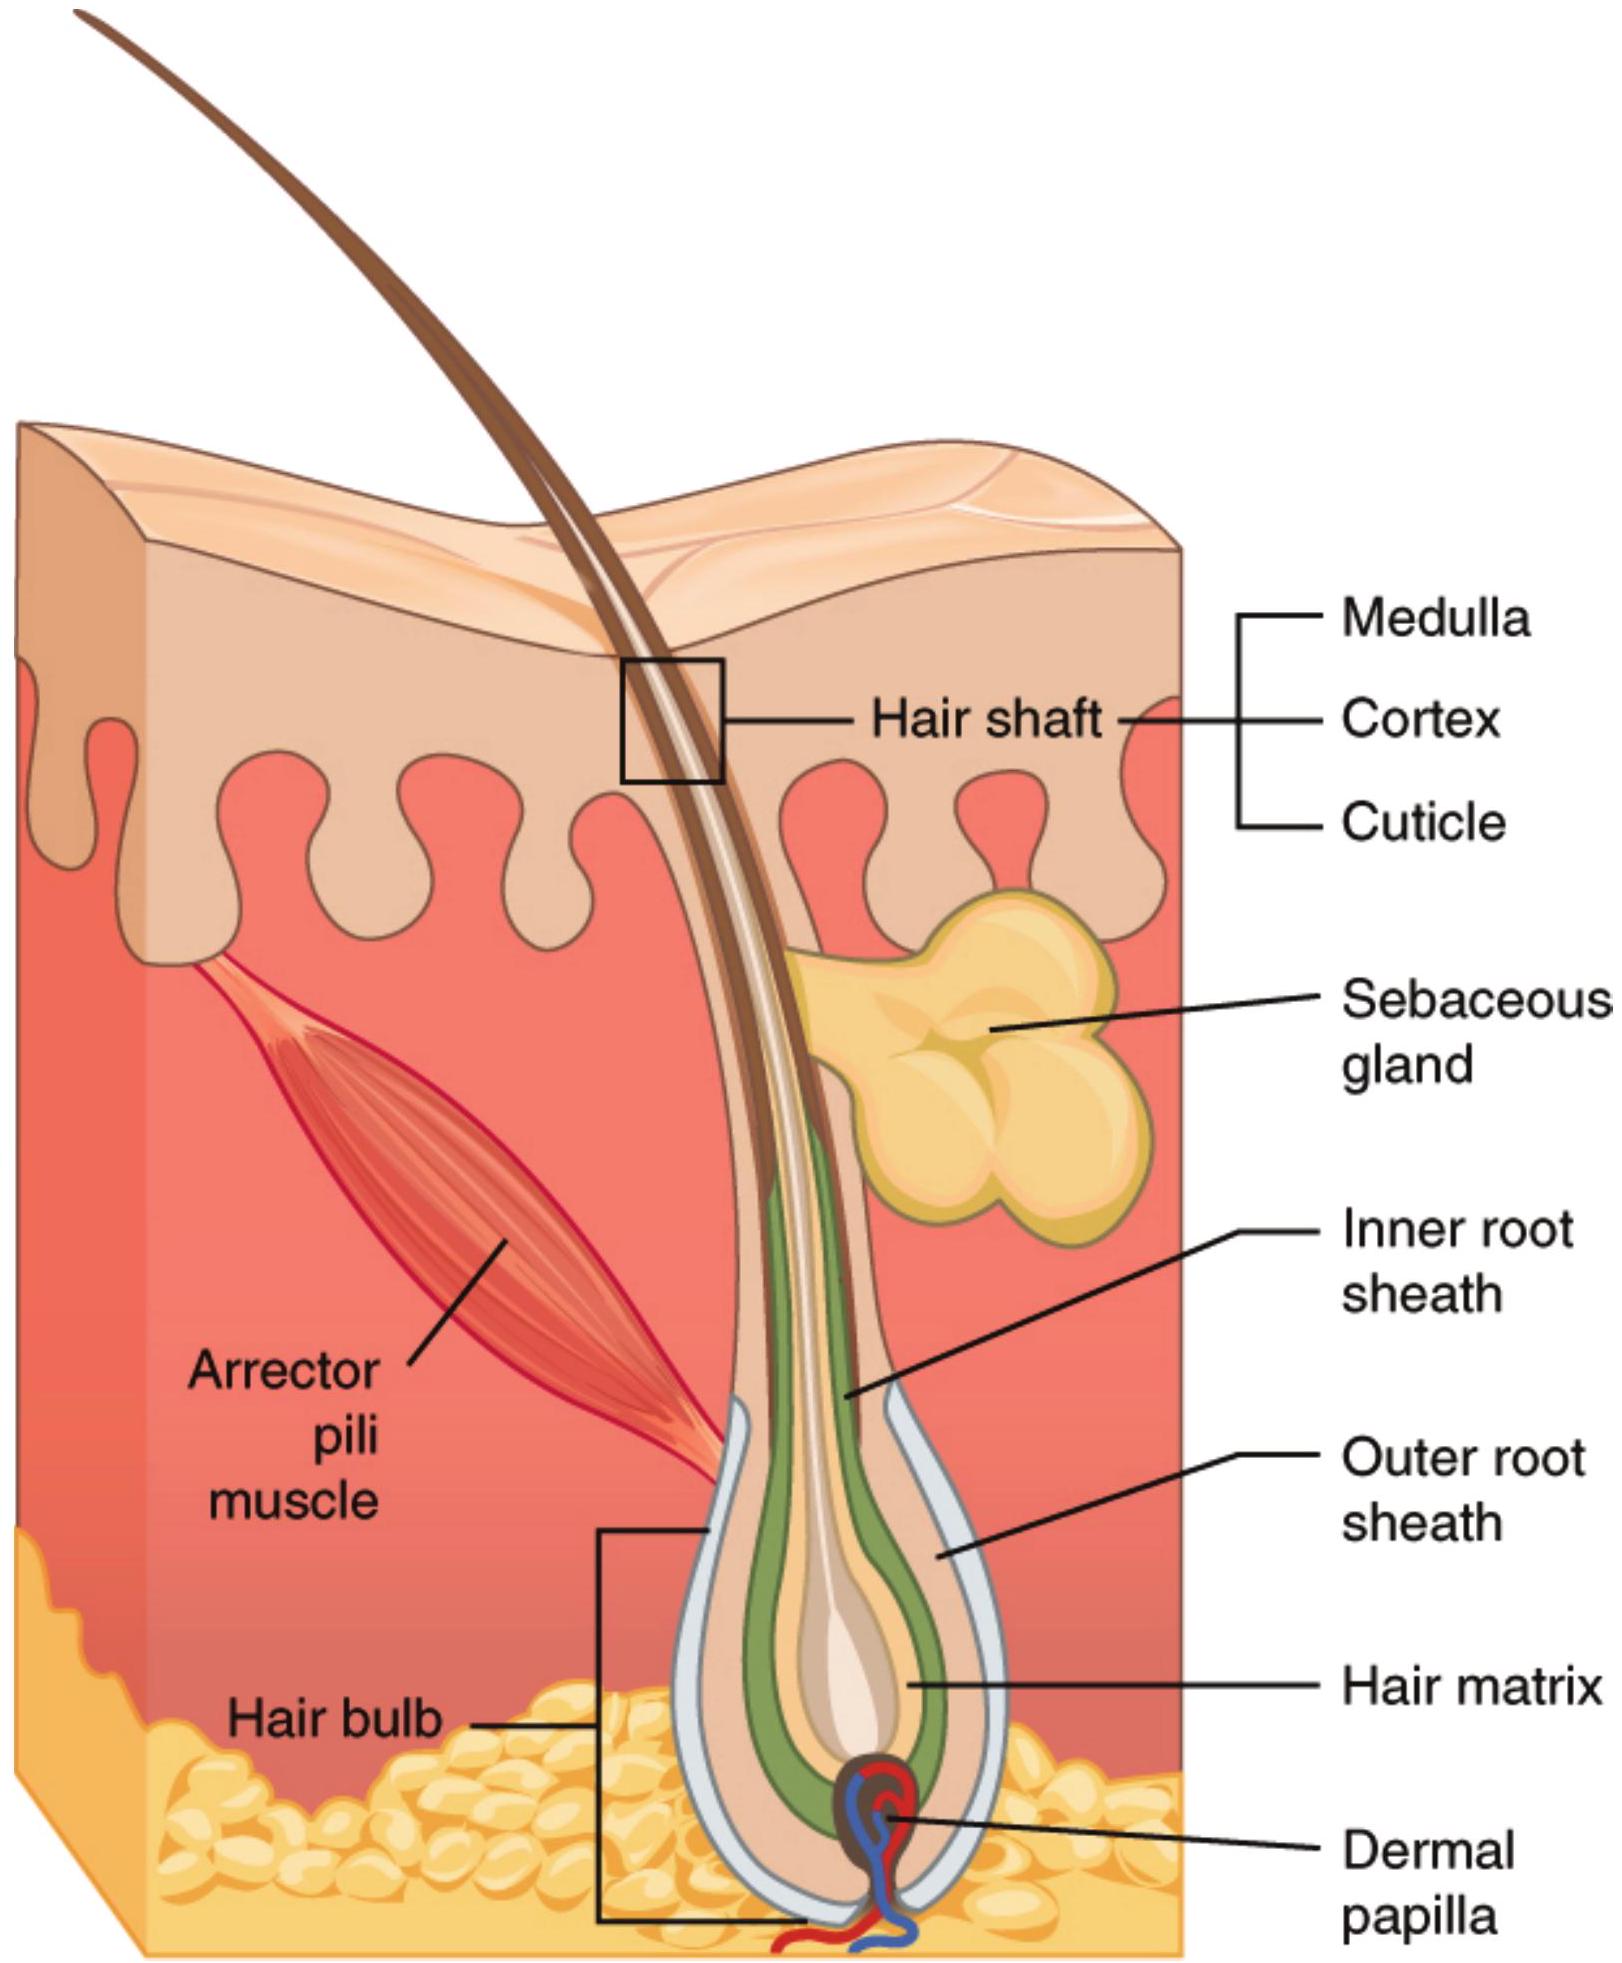 Medulla
Hair shaft
Cortex
Cuticle
Sebaceous
gland
Inner root
sheath
Arrector
pili
muscle
Outer root
sheath
Hair matrix
Hair bulb
Dermal
papilla